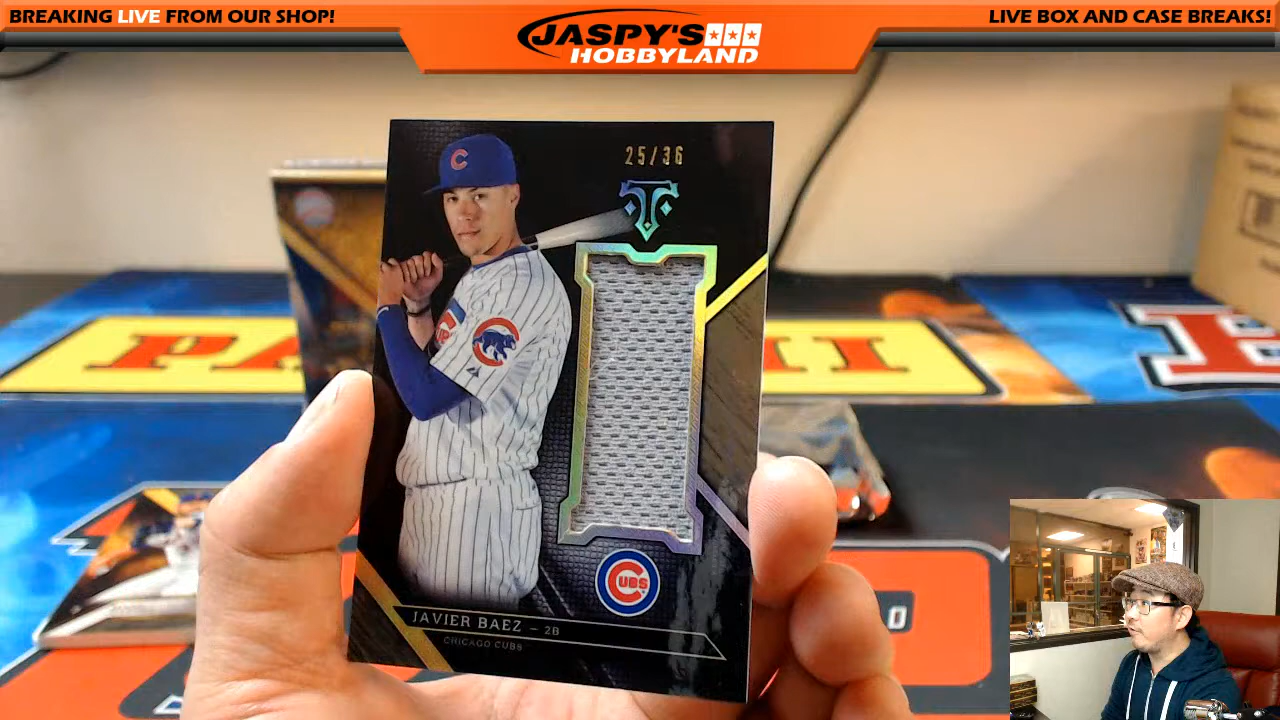 BREAKING LIVE FROM OUR SHOP!
JASPY'S
HOBBYLAND
LIVE BOX AND CASE BREAKS!
25/36
C
CUBS
JAVIER BAEZ – 2B
CHICAGO CUBS